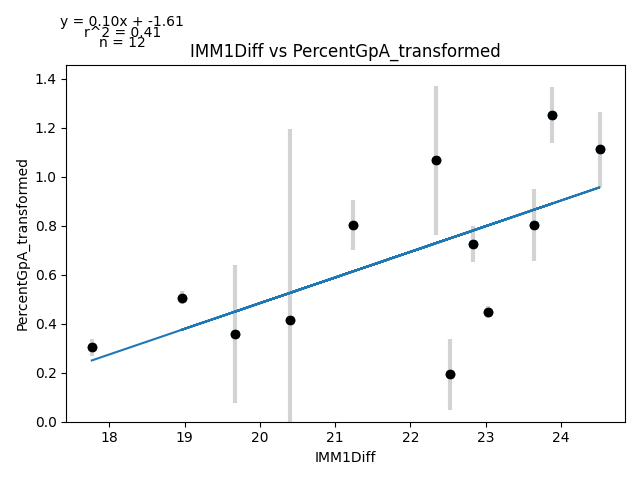 y = 0.10x + -1.61
r^2 = 0.41
n = 12
IMM1Diff vs PercentGpA_transformed
1.4
1.2
1.0
0.8
0.6
0.4
0.2
0.0
PercentGpA_transformed
18 19 20 21 22 23 24
IMM1Diff